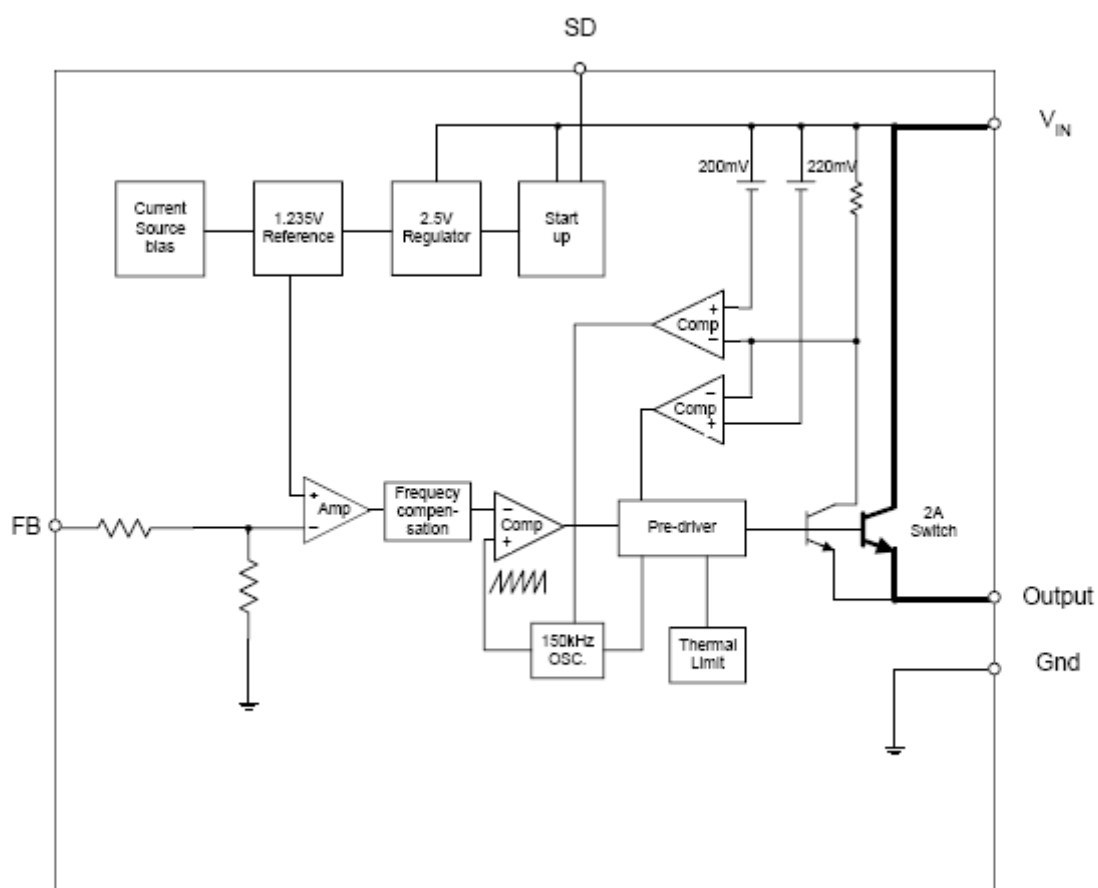 SD
V_IN
200mV
220mV
Current
Source
bias
1.235V
Reference
2.5V
Regulator
Start
up
+
Comp
−
−
Comp
+
FB
+
Amp
−
Frequecy
compen-
sation
−
Comp
+
Pre-driver
2A
Switch
150kHz
OSC.
Thermal
Limit
Output
Gnd